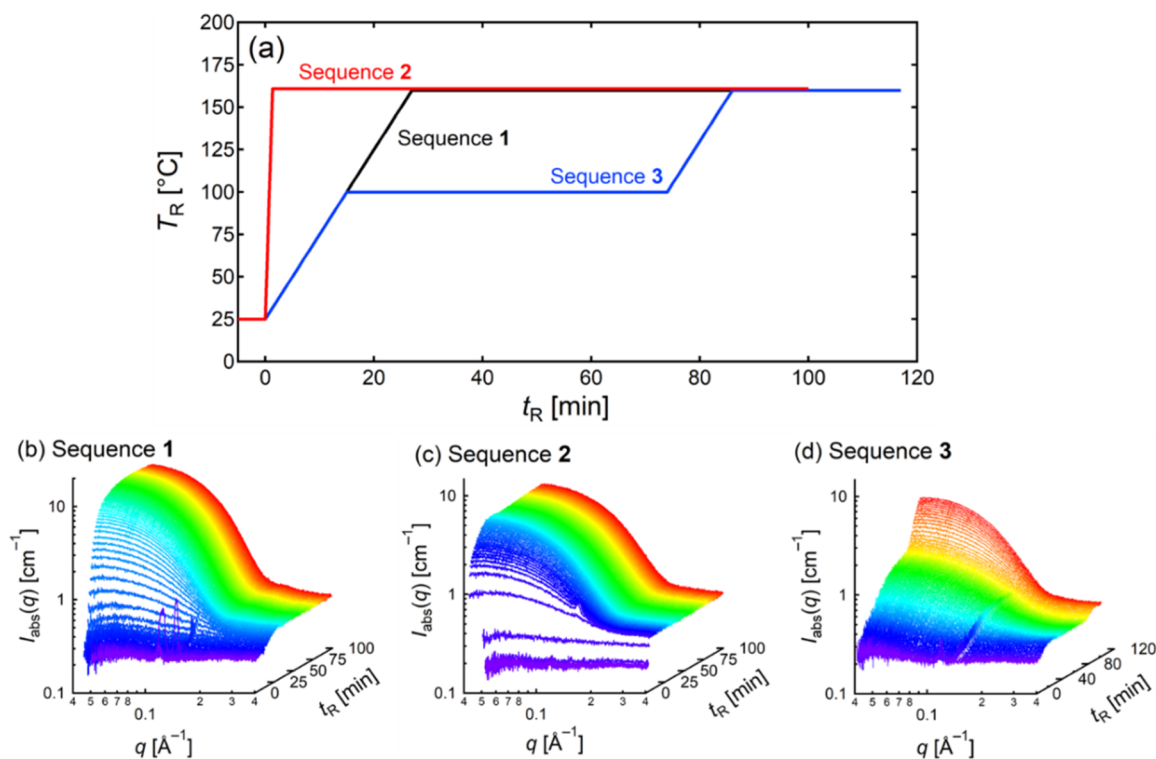 (a)
Sequence 2
Sequence 1
Sequence 3
200
175
150
125
100
75
50
25
0
T_R [°C]
0 20 40 60 80 100 120
t_R [min]
(b) Sequence 1
10
1
0.1
I_abs(q) [cm⁻¹]
4 5 6 7 8 0.1 2 3 4
q [Å⁻¹]
0 25 50 75 100
t_R [min]
(c) Sequence 2
10
1
0.1
I_abs(q) [cm⁻¹]
4 5 6 7 8 0.1 2 3 4
q [Å⁻¹]
0 25 50 75 100
t_R [min]
(d) Sequence 3
10
1
0.1
I_abs(q) [cm⁻¹]
4 5 6 7 8 0.1 2 3 4
q [Å⁻¹]
0 40 80 120
t_R [min]